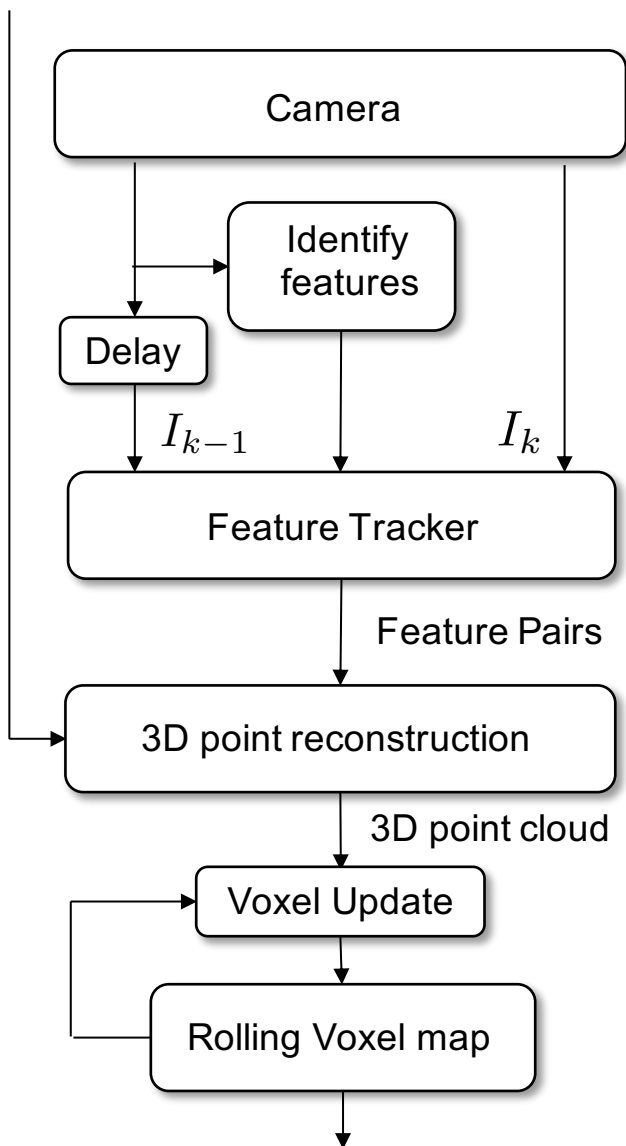 Camera
Identify
features
Delay
I_{k−1}
I_k
Feature Tracker
Feature Pairs
3D point reconstruction
3D point cloud
Voxel Update
Rolling Voxel map